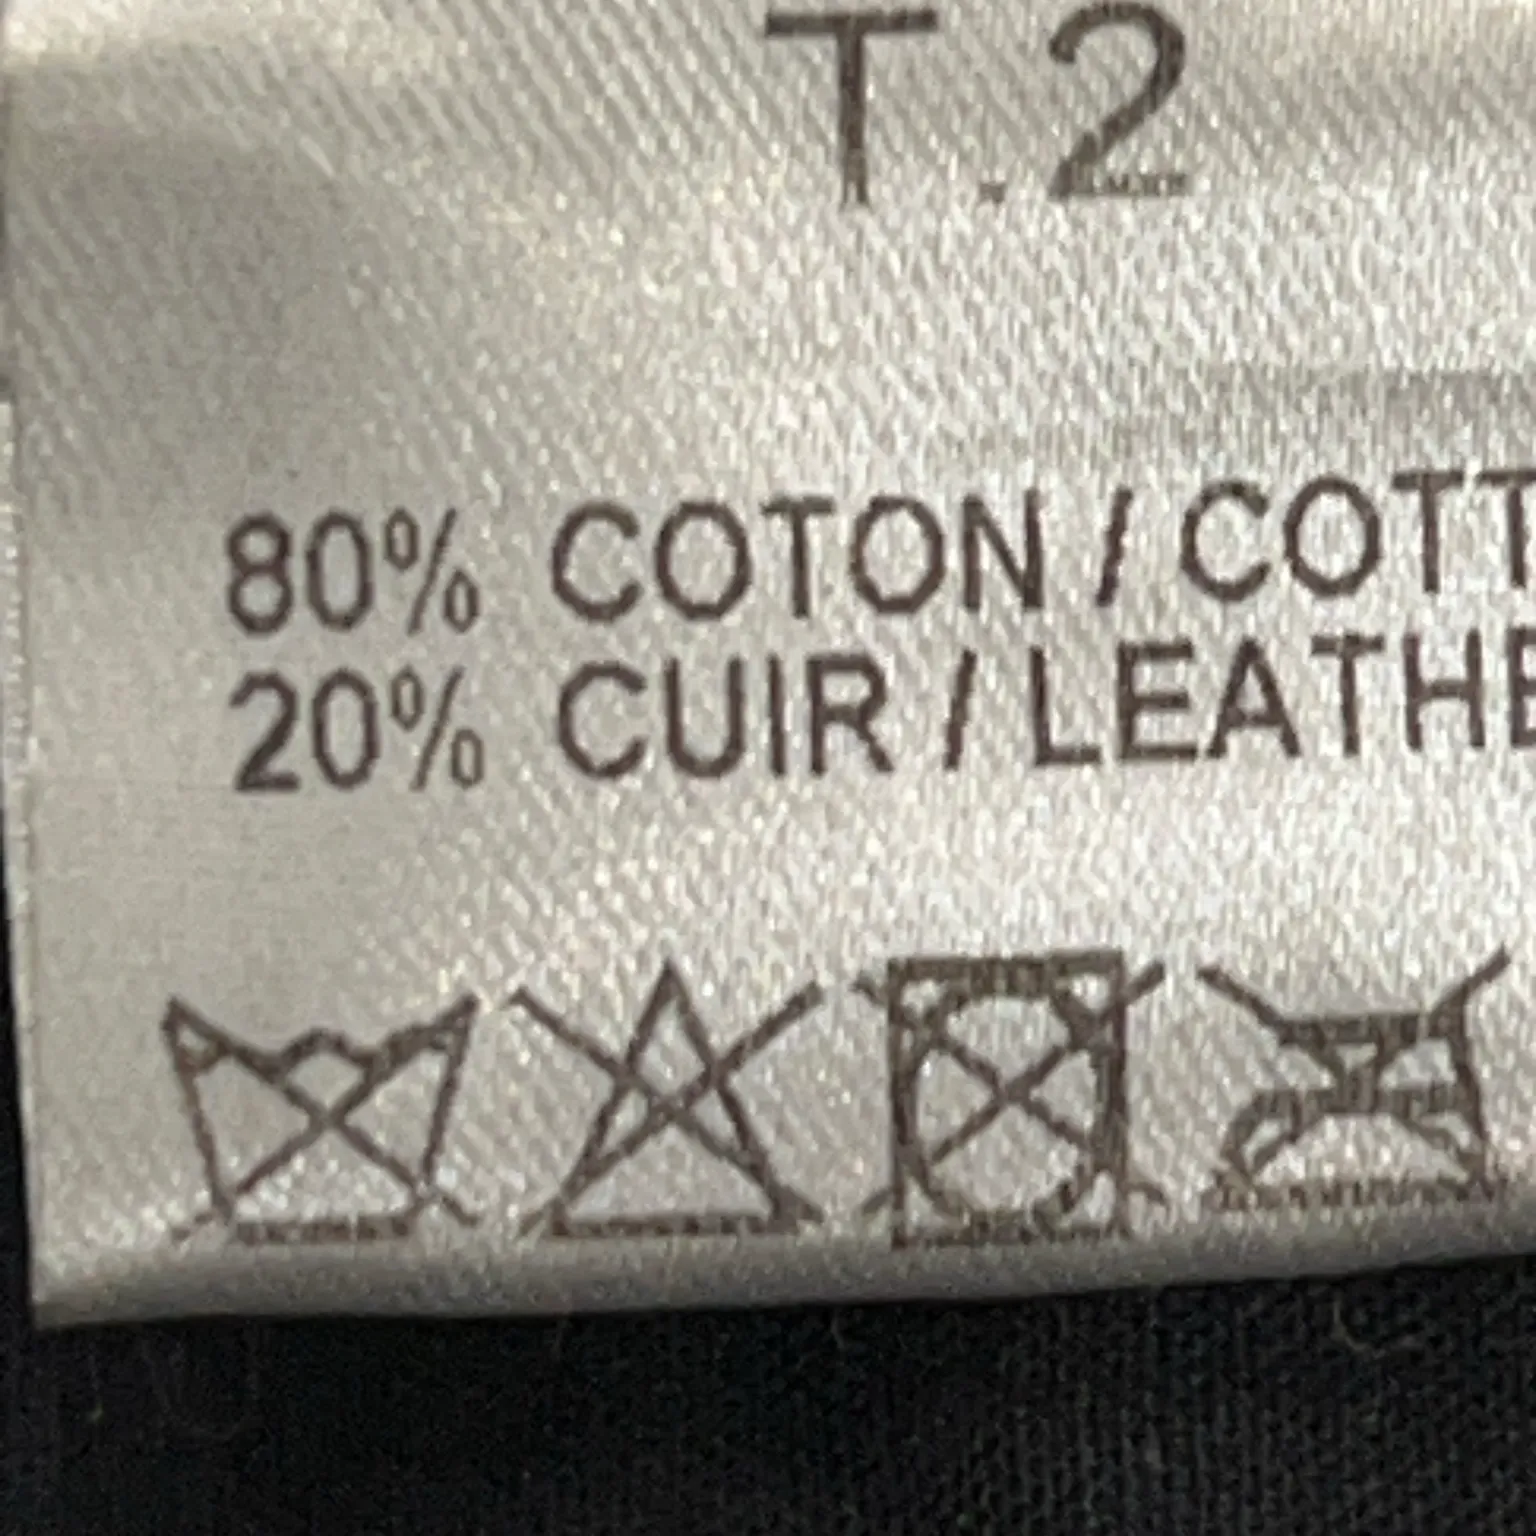 T.2
80% COTON / COTT
20% CUIR / LEATHE